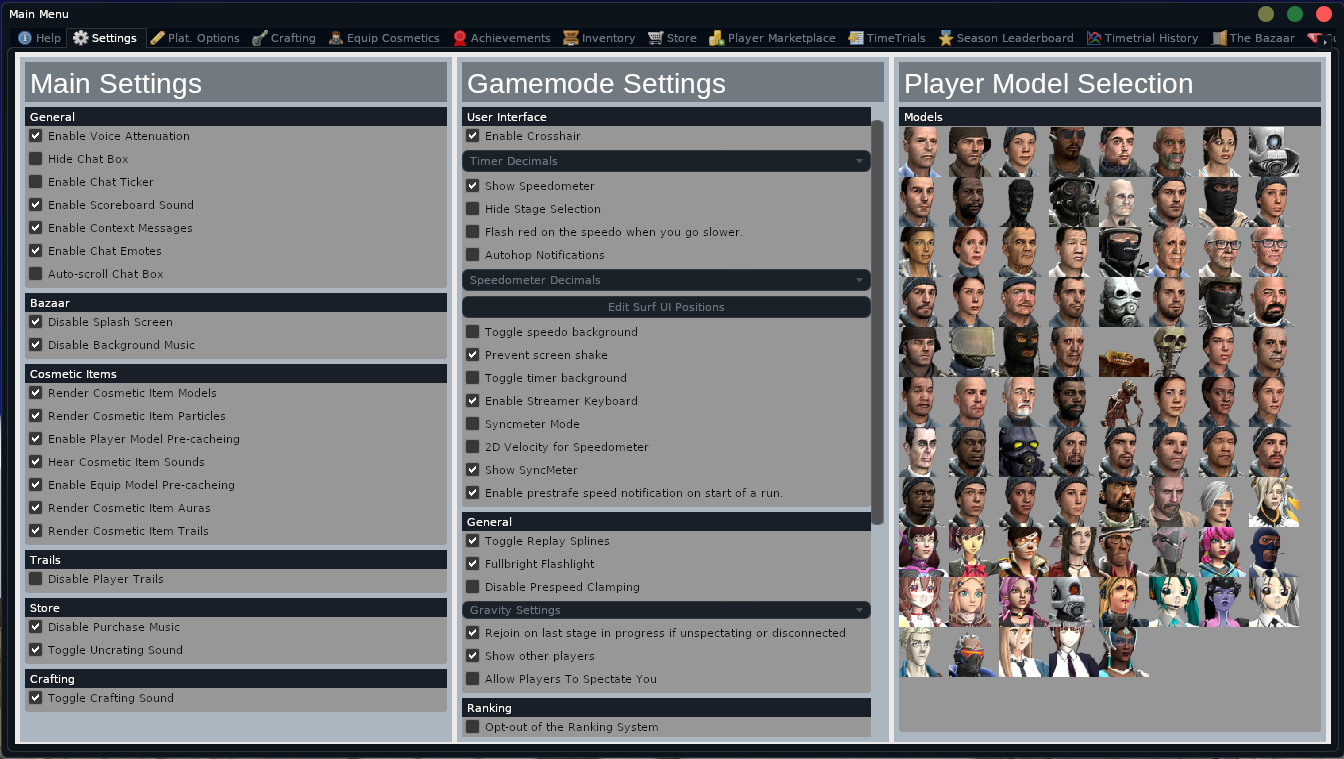 Main Menu
Help Settings Plat. Options Crafting Equip Cosmetics Achievements Inventory Store Player Marketplace TimeTrials Season Leaderboard Timetrial History The Bazaar
Main Settings
General
Enable Voice Attenuation
Hide Chat Box
Enable Chat Ticker
Enable Scoreboard Sound
Enable Context Messages
Enable Chat Emotes
Auto-scroll Chat Box
Bazaar
Disable Splash Screen
Disable Background Music
Cosmetic Items
Render Cosmetic Item Models
Render Cosmetic Item Particles
Enable Player Model Pre-cacheing
Hear Cosmetic Item Sounds
Enable Equip Model Pre-cacheing
Render Cosmetic Item Auras
Render Cosmetic Item Trails
Trails
Disable Player Trails
Store
Disable Purchase Music
Toggle Uncrating Sound
Crafting
Toggle Crafting Sound
Gamemode Settings
User Interface
Enable Crosshair
Timer Decimals
Show Speedometer
Hide Stage Selection
Flash red on the speedo when you go slower.
Autohop Notifications
Speedometer Decimals
Edit Surf UI Positions
Toggle speedo background
Prevent screen shake
Toggle timer background
Enable Streamer Keyboard
Syncmeter Mode
2D Velocity for Speedometer
Show SyncMeter
Enable prestrafe speed notification on start of a run.
General
Toggle Replay Splines
Fullbright Flashlight
Disable Prespeed Clamping
Gravity Settings
Rejoin on last stage in progress if unspectating or disconnected
Show other players
Allow Players To Spectate You
Ranking
Opt-out of the Ranking System
Player Model Selection
Models